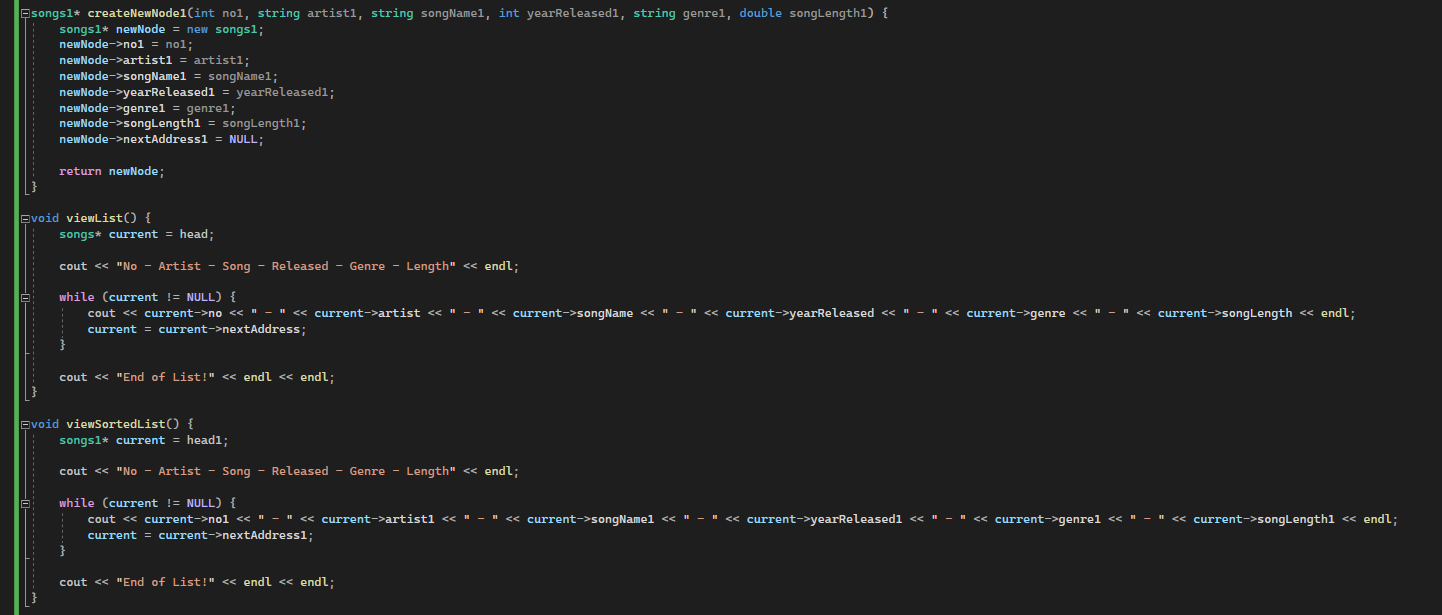 songs1* createNewNode1(int no1, string artist1, string songName1, int yearReleased1, string genre1, double songLength1) {
    songs1* newNode = new songs1;
    newNode->no1 = no1;
    newNode->artist1 = artist1;
    newNode->songName1 = songName1;
    newNode->yearReleased1 = yearReleased1;
    newNode->genre1 = genre1;
    newNode->songLength1 = songLength1;
    newNode->nextAddress1 = NULL;

    return newNode;
}

void viewList() {
    songs* current = head;

    cout << "No - Artist - Song - Released - Genre - Length" << endl;

    while (current != NULL) {
        cout << current->no << " - " << current->artist << " - " << current->songName << " - " << current->yearReleased << " - " << current->genre << " - " << current->songLength << endl;
        current = current->nextAddress;
    }

    cout << "End of List!" << endl << endl;
}

void viewSortedList() {
    songs1* current = head1;

    cout << "No - Artist - Song - Released - Genre - Length" << endl;

    while (current != NULL) {
        cout << current->no1 << " - " << current->artist1 << " - " << current->songName1 << " - " << current->yearReleased1 << " - " << current->genre1 << " - " << current->songLength1 << endl;
        current = current->nextAddress1;
    }

    cout << "End of List!" << endl << endl;
}